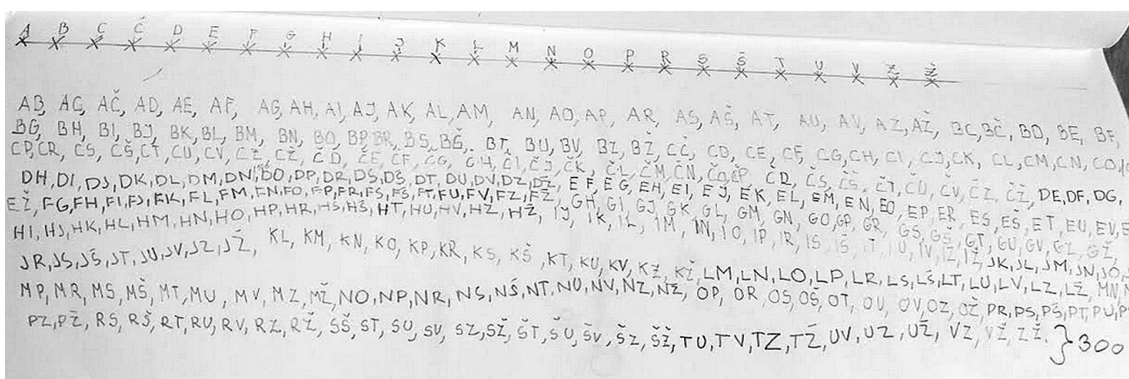 A B C Č D E F G H I J K L M N O P R S Š T U V Z Ž
AB, AC, AČ, AD, AE, AF, AG, AH, AI, AJ, AK, AL, AM, AN, AO, AP, AR, AS, AŠ, AT, AU, AV, AZ, AŽ, BC, BČ, BD, BE, BF,
BG, BH, BI, BJ, BK, BL, BM, BN, BO, BP, BR, BS, BŠ, BT, BU, BV, BZ, BŽ, CČ, CD, CE, CF, CG, CH, CI, CJ, CK, CL, CM, CN, CO,
CP, CR, CS, CŠ, CT, CU, CV, CZ, CŽ, ČD, ČE, ČF, ČG, ČH, ČI, ČJ, ČK, ČL, ČM, ČN, ČO, ČP, ČR, ČS, ČŠ, ČT, ČU, ČV, ČZ, ČŽ, DE, DF, DG,
DH, DI, DJ, DK, DL, DM, DN, DO, DP, DR, DS, DŠ, DT, DU, DV, DZ, DŽ, EF, EG, EH, EI, EJ, EK, EL, EM, EN, EO, EP, ER, ES, EŠ, ET, EU, EV,
EŽ, FG, FH, FI, FJ, FK, FL, FM, FN, FO, FP, FR, FS, FŠ, FT, FU, FV, FZ, FŽ, GH, GI, GJ, GK, GL, GM, GN, GO, GP, GR, GS, GŠ, GT, GU, GV, GZ, GŽ,
HI, HJ, HK, HL, HM, HN, HO, HP, HR, HS, HŠ, HT, HU, HV, HZ, HŽ, IJ, IK, IL, IM, IN, IO, IP, IR, IS, IŠ, IT, IU, IV, IZ, IŽ, JK, JL, JM, JN, JO,
JR, JS, JŠ, JT, JU, JV, JZ, JŽ, KL, KM, KN, KO, KP, KR, KS, KŠ, KT, KU, KV, KZ, KŽ, LM, LN, LO, LP, LR, LS, LŠ, LT, LU, LV, LZ, LŽ, MN,
MP, MR, MS, MŠ, MT, MU, MV, MZ, MŽ, NO, NP, NR, NS, NŠ, NT, NU, NV, NZ, NŽ, OP, OR, OS, OŠ, OT, OU, OV, OZ, OŽ, PR, PS, PŠ, PT, PU,
PZ, PŽ, RS, RŠ, RT, RU, RV, RZ, RŽ, SŠ, ST, SU, SV, SZ, SŽ, ŠT, ŠU, ŠV, ŠZ, ŠŽ, TU, TV, TZ, TŽ, UV, UZ, UŽ, VZ, VŽ, ZŽ. } 300